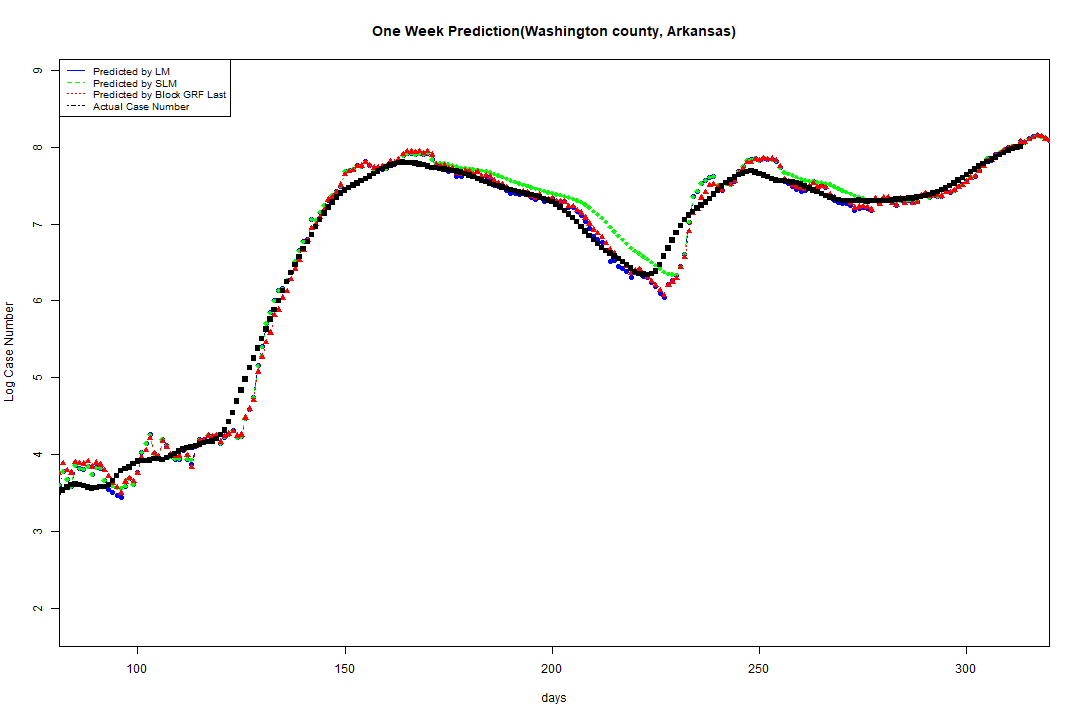 One Week Prediction(Washington county, Arkansas)
Predicted by LM
Predicted by SLM
Predicted by Block GRF Last
Actual Case Number
9
8
7
6
5
4
3
2
Log Case Number
100
150
200
250
300
days